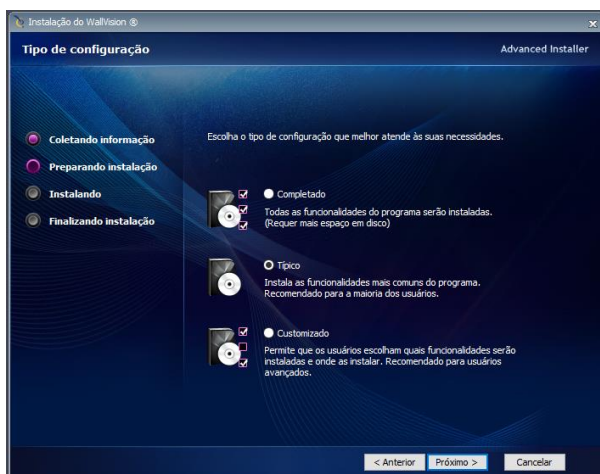 Instalação do WallVision ®
Tipo de configuração
Advanced Installer
Coletando informação
Preparando instalação
Instalando
Finalizando instalação
Escolha o tipo de configuração que melhor atende às suas necessidades.
Completado
Todas as funcionalidades do programa serão instaladas.
(Requer mais espaço em disco)
Típico
Instala as funcionalidades mais comuns do programa.
Recomendado para a maioria dos usuários.
Customizado
Permite que os usuários escolham quais funcionalidades serão
instaladas e onde as instalar. Recomendado para usuários
avançados.
< Anterior
Próximo >
Cancelar